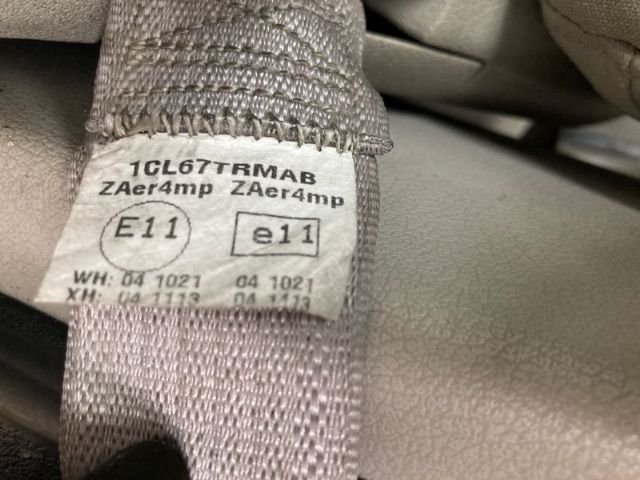 1CL67TRMAB
ZAer4mp ZAer4mp
E11 e11
WH: 04 1021 04 1021
XH: 04 1113 04 1113